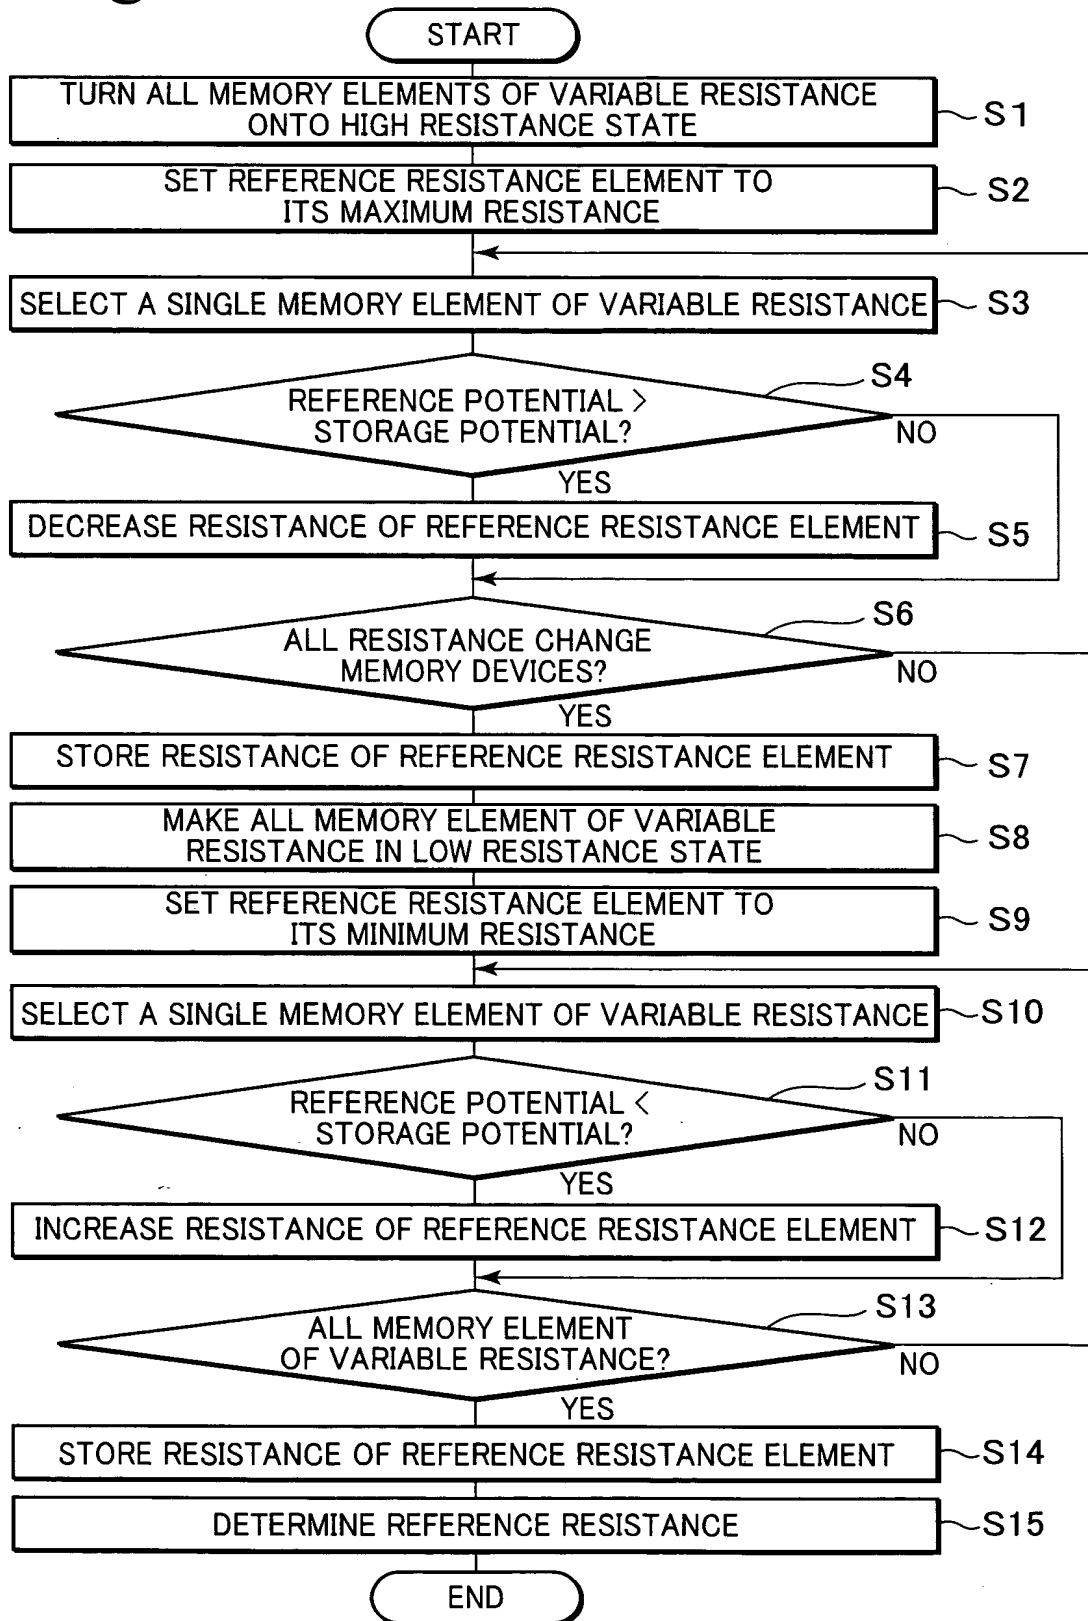 START
TURN ALL MEMORY ELEMENTS OF VARIABLE RESISTANCE
ONTO HIGH RESISTANCE STATE
S1
SET REFERENCE RESISTANCE ELEMENT TO
ITS MAXIMUM RESISTANCE
S2
SELECT A SINGLE MEMORY ELEMENT OF VARIABLE RESISTANCE
S3
S4
REFERENCE POTENTIAL >
STORAGE POTENTIAL?
NO
YES
DECREASE RESISTANCE OF REFERENCE RESISTANCE ELEMENT
S5
S6
ALL RESISTANCE CHANGE
MEMORY DEVICES?
NO
YES
STORE RESISTANCE OF REFERENCE RESISTANCE ELEMENT
S7
MAKE ALL MEMORY ELEMENT OF VARIABLE
RESISTANCE IN LOW RESISTANCE STATE
S8
SET REFERENCE RESISTANCE ELEMENT TO
ITS MINIMUM RESISTANCE
S9
SELECT A SINGLE MEMORY ELEMENT OF VARIABLE RESISTANCE
S10
S11
REFERENCE POTENTIAL <
STORAGE POTENTIAL?
NO
YES
INCREASE RESISTANCE OF REFERENCE RESISTANCE ELEMENT
S12
S13
ALL MEMORY ELEMENT
OF VARIABLE RESISTANCE?
NO
YES
STORE RESISTANCE OF REFERENCE RESISTANCE ELEMENT
S14
DETERMINE REFERENCE RESISTANCE
S15
END